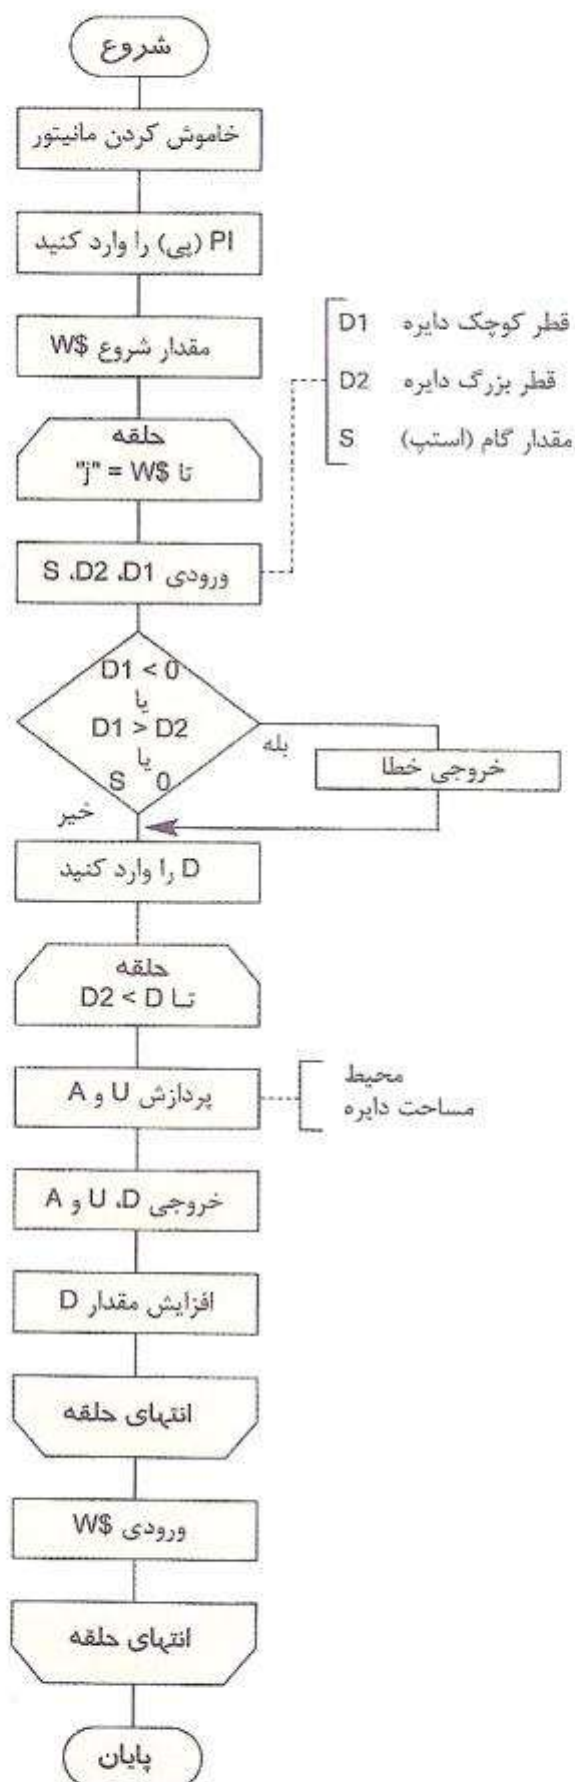 شروع
خاموش کردن مانیتور
PI (پی) را وارد کنید
مقدار شروع W$
حلقه
تا W$ = "j"
ورودی D1، D2، S
D1 قطر کوچک دایره
D2 قطر بزرگ دایره
S مقدار گام (استپ)
D1 < 0
یا
D1 > D2
یا
S 0
بله
خروجی خطا
خیر
D را وارد کنید
حلقه
تا D2 < D
پردازش U و A
محیط
مساحت دایره
خروجی D، U و A
افزایش مقدار D
انتهای حلقه
ورودی W$
انتهای حلقه
پایان